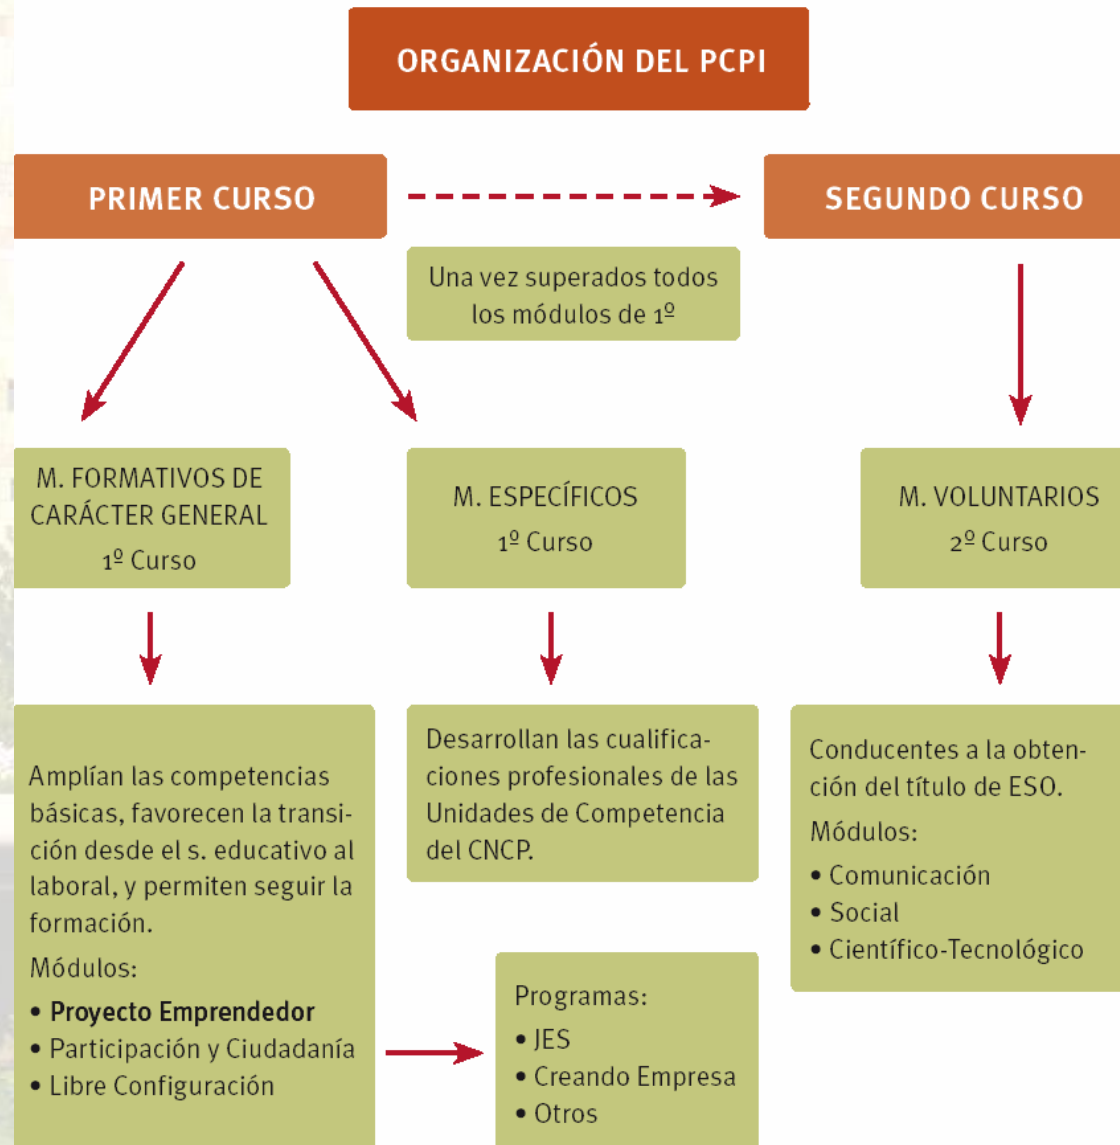 ORGANIZACIÓN DEL PCPI
PRIMER CURSO
SEGUNDO CURSO
Una vez superados todos
los módulos de 1º
M. FORMATIVOS DE
CARÁCTER GENERAL
1º Curso
M. ESPECÍFICOS
1º Curso
M. VOLUNTARIOS
2º Curso
Amplían las competencias
básicas, favorecen la transi-
ción desde el s. educativo al
laboral, y permiten seguir la
formación.
Módulos:
• Proyecto Emprendedor
• Participación y Ciudadanía
• Libre Configuración
Desarrollan las cualifica-
ciones profesionales de las
Unidades de Competencia
del CNCP.
Programas:
• JES
• Creando Empresa
• Otros
Conducentes a la obten-
ción del título de ESO.
Módulos:
• Comunicación
• Social
• Científico-Tecnológico